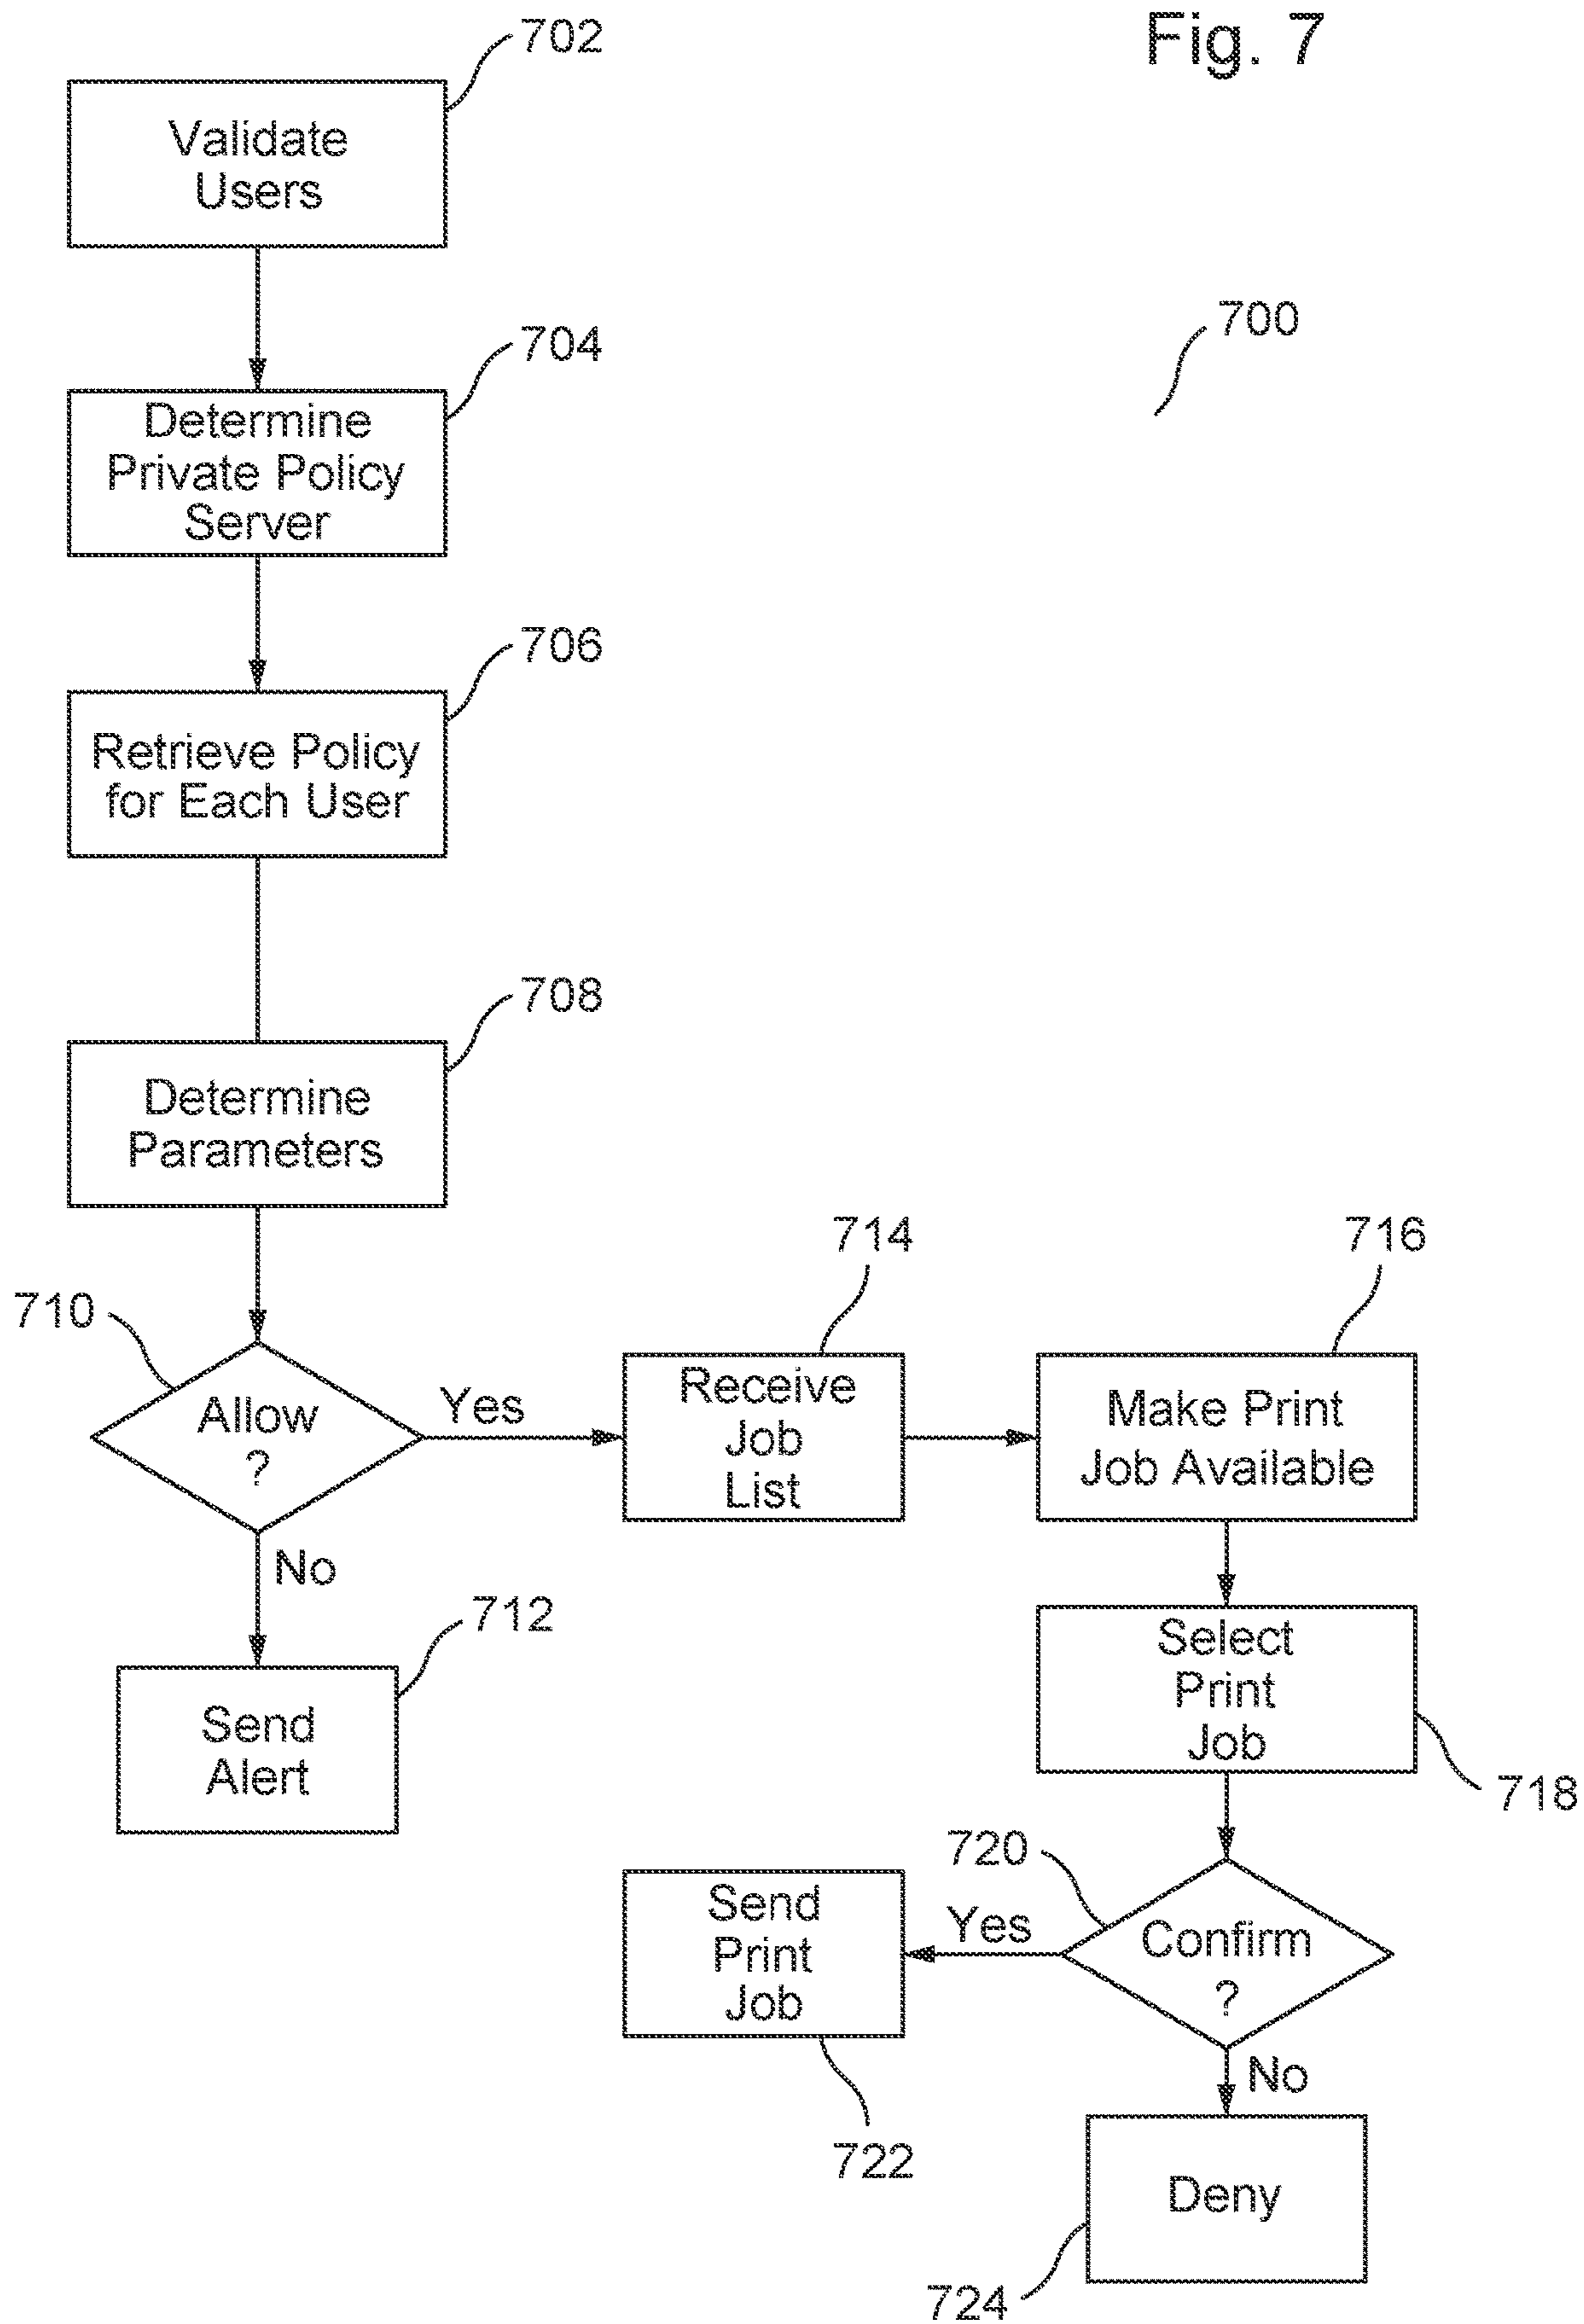 Fig. 7
702
Validate
Users
700
704
Determine
Private Policy
Server
706
Retrieve Policy
for Each User
708
Determine
Parameters
710
Allow
?
Yes
No
712
Send
Alert
714
Receive
Job
List
716
Make Print
Job Available
Select
Print
Job
718
720
Confirm
?
Yes
Send
Print
Job
722
No
Deny
724